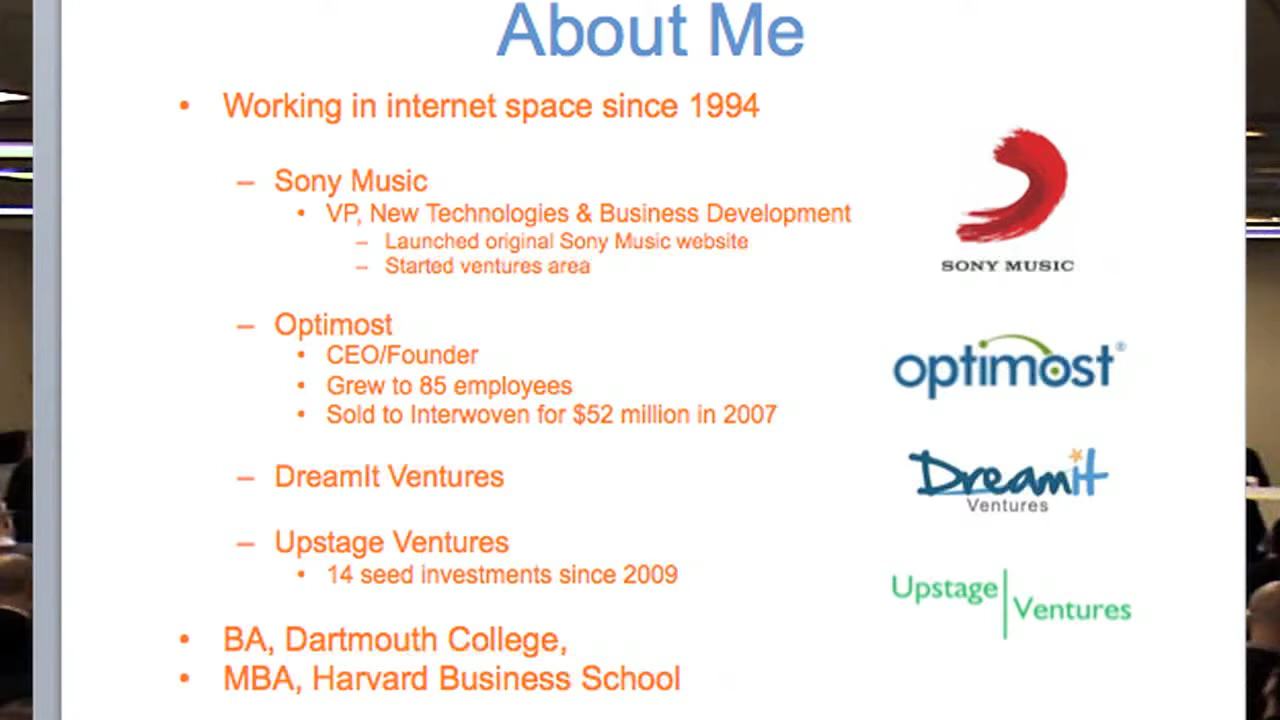 About Me
• Working in internet space since 1994
– Sony Music
• VP, New Technologies & Business Development
– Launched original Sony Music website
– Started ventures area
SONY MUSIC
– Optimost
• CEO/Founder
• Grew to 85 employees
• Sold to Interwoven for $52 million in 2007
optimost®
– DreamIt Ventures
Dreamit
Ventures
– Upstage Ventures
• 14 seed investments since 2009
Upstage
Ventures
• BA, Dartmouth College,
• MBA, Harvard Business School